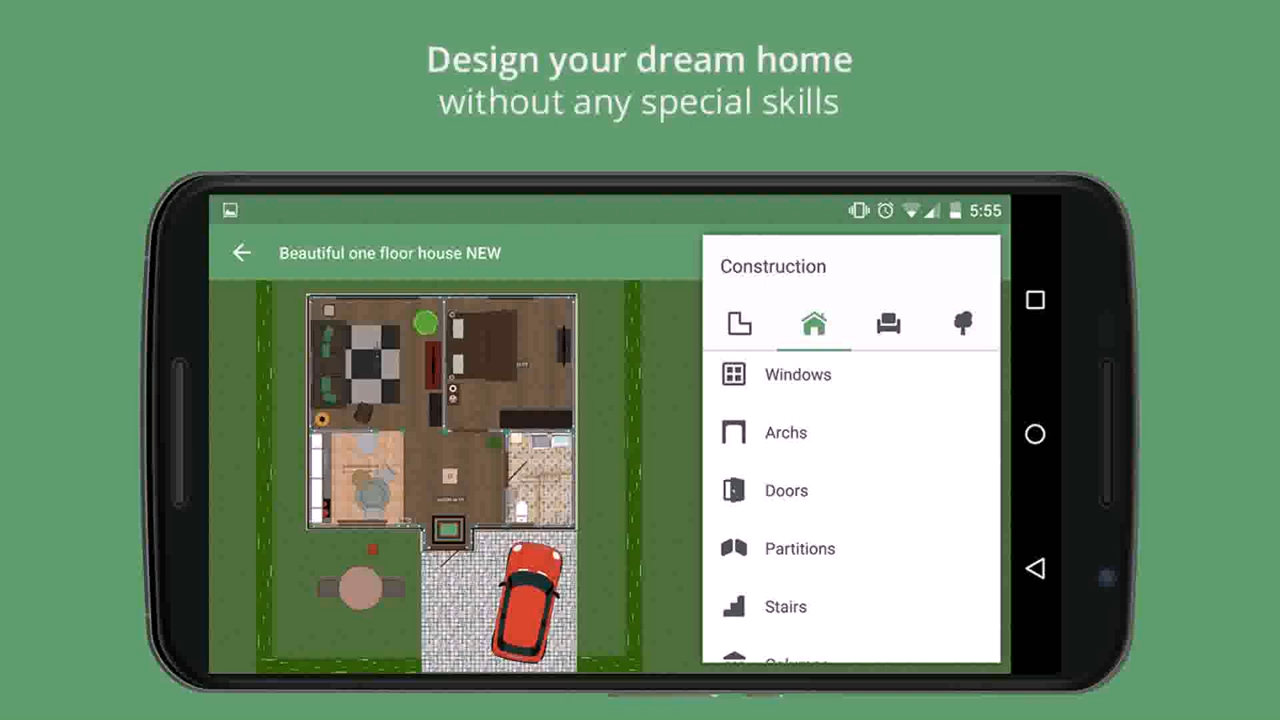 Design your dream home
without any special skills
5:55
Beautiful one floor house NEW
Construction
Windows
Archs
Doors
Partitions
Stairs